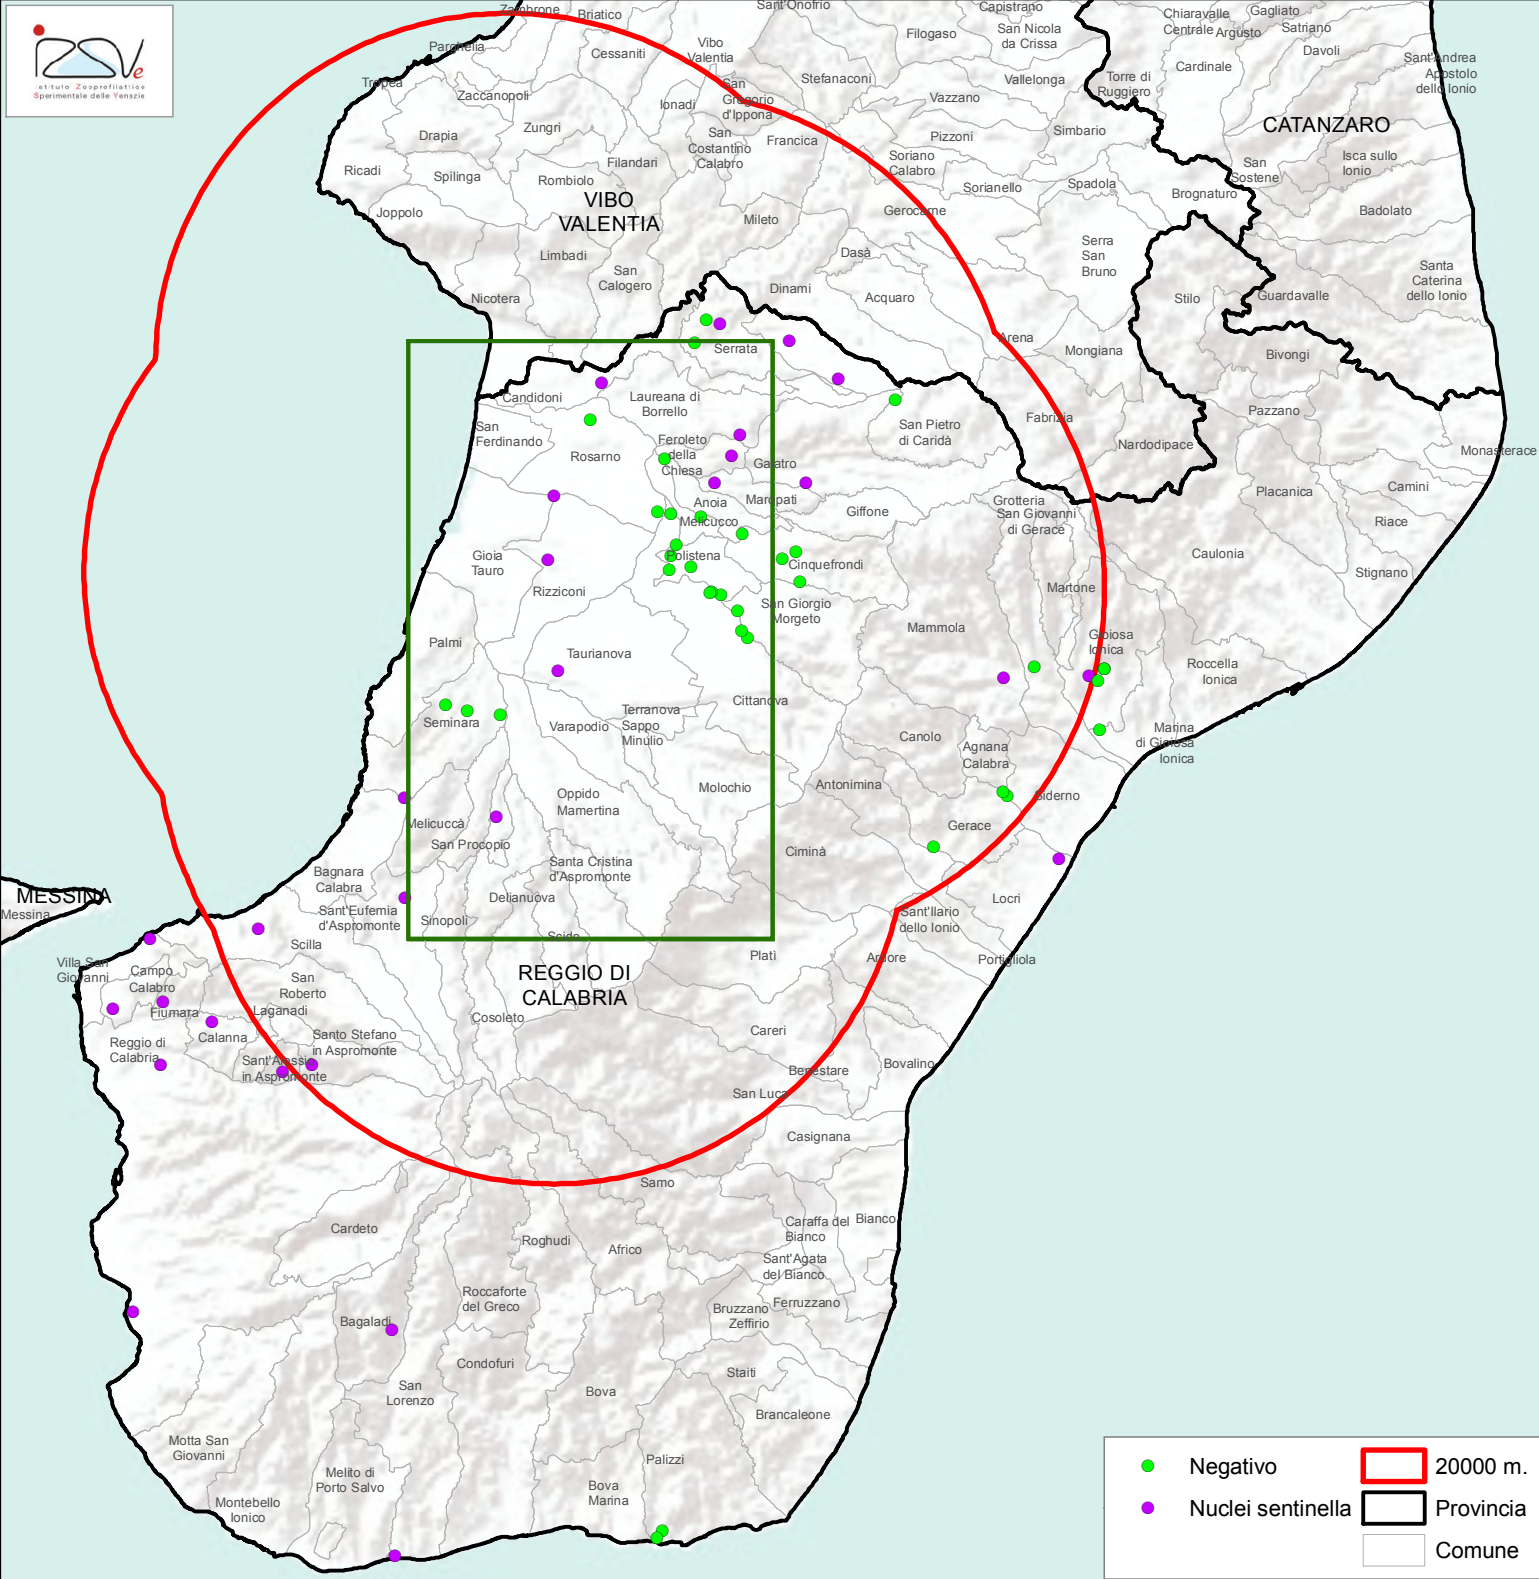 IZSVe
Istituto Zooprofilattico
Sperimentale delle Venezie
Zambrone
Briatico
Sant'Onofrio
Capistrano
Chiaravalle
Centrale
Gagliato
Argusto
Satriano
Davoli
Parghelia
Cessaniti
Vibo
Valentia
Filogaso
San Nicola
da Crissa
Cardinale
Sant'Andrea
Apostolo
dello Ionio
Tropea
Zaccanopoli
Ionadi
San
Gregorio
d'Ippona
Stefanaconi
Vallelonga
Torre di
Ruggiero
Vazzano
Drapia
Zungri
San
Costantino
Calabro
Francica
Pizzoni
Simbario
CATANZARO
Ricadi
Spilinga
Filandari
Rombiolo
Soriano
Calabro
Sorianello
Spadola
Brognaturo
San
Sostene
Isca sullo
Ionio
Joppolo
VIBO
VALENTIA
Mileto
Gerocarne
Badolato
Limbadi
San
Calogero
Dasà
Serra
San
Bruno
Santa
Caterina
dello Ionio
Nicotera
Dinami
Acquaro
Stilo
Guardavalle
Serrata
Arena
Mongiana
Bivongi
Candidoni
Laureana di
Borrello
San
Ferdinando
Feroleto
della
Chiesa
San Pietro
di Caridà
Fabrizia
Nardodipace
Pazzano
Monasterace
Rosarno
Galatro
Anoia
Maropati
Giffone
Grotteria
San Giovanni
di Gerace
Placanica
Camini
Riace
Melicucco
Gioia
Tauro
Polistena
Cinquefrondi
Caulonia
Stignano
Rizziconi
San Giorgio
Morgeto
Martone
Palmi
Taurianova
Mammola
Gioiosa
Ionica
Roccella
Ionica
Seminara
Varapodio
Terranova
Sappo
Minulio
Cittanova
Canolo
Agnana
Calabra
Marina
di Gioiosa
Ionica
Oppido
Mamertina
Molochio
Antonimina
Siderno
Melicuccà
San Procopio
Gerace
Santa Cristina
d'Aspromonte
Ciminà
Bagnara
Calabra
MESSINA
Messina
Sant'Eufemia
d'Aspromonte
Sinopoli
Delianuova
Locri
Sant'Ilario
dello Ionio
Scido
Scilla
Platì
Ardore
Portigliola
Villa San
Giovanni
Campo
Calabro
San
Roberto
REGGIO DI
CALABRIA
Fiumara
Laganadi
Cosoleto
Careri
Reggio di
Calabria
Calanna
Santo Stefano
in Aspromonte
Sant'Alessio
in Aspromonte
Benestare
Bovalino
San Luca
Casignana
Samo
Cardeto
Roghudi
Africo
Caraffa del
Bianco
Bianco
Sant'Agata
del Bianco
Roccaforte
del Greco
Bruzzano
Zeffirio
Ferruzzano
Bagaladi
Condofuri
Staiti
San
Lorenzo
Bova
Brancaleone
Motta San
Giovanni
Melito di
Porto Salvo
Palizzi
Montebello
Ionico
Bova
Marina
Negativo
Nuclei sentinella
20000 m.
Provincia
Comune